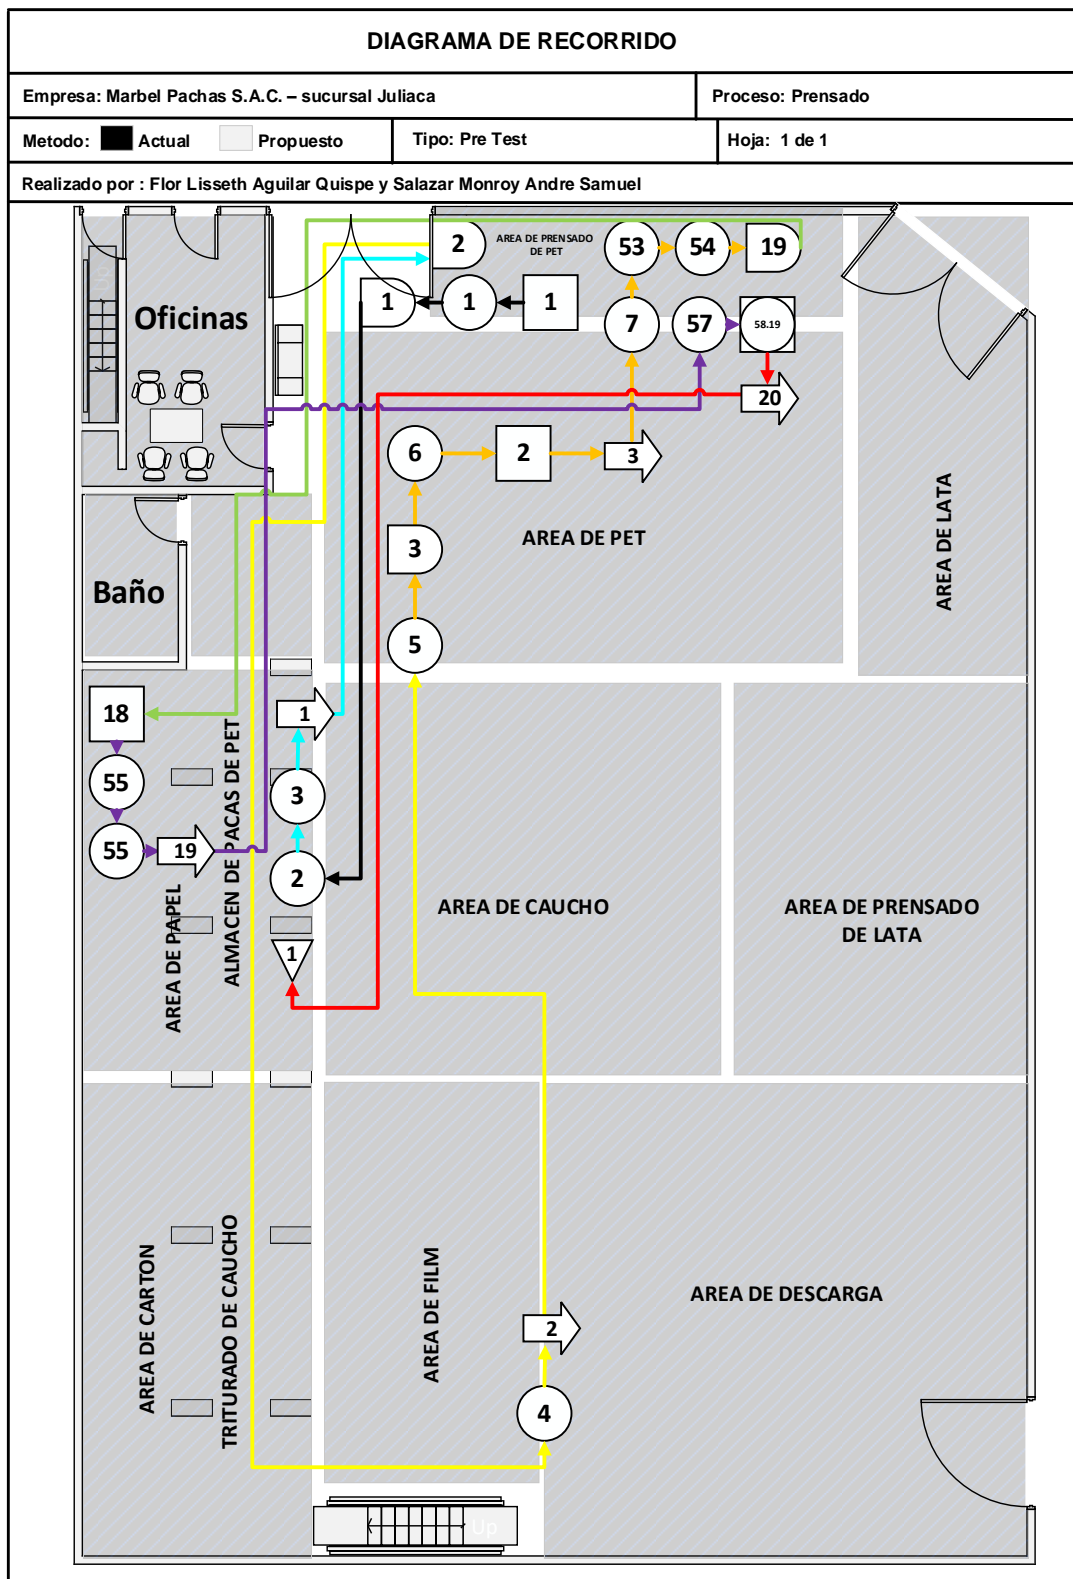 DIAGRAMA DE RECORRIDO
Empresa: Marbel Pachas S.A.C. – sucursal Juliaca
Proceso: Prensado
Metodo: Actual Propuesto
Tipo: Pre Test
Hoja: 1 de 1
Realizado por : Flor Lisseth Aguilar Quispe y Salazar Monroy Andre Samuel
Up
Oficinas
2
AREA DE PRENSADO
DE PET
53
54
19
1
1
1
7
57
58.19
20
6
2
3
AREA DE PET
3
AREA DE LATA
Baño
5
18
1
55
3
55
19
2
ALMACEN DE PACAS DE PET
AREA DE PAPEL
1
AREA DE CAUCHO
AREA DE PRENSADO
DE LATA
AREA DE CARTON
TRITURADO DE CAUCHO
AREA DE FILM
AREA DE DESCARGA
2
4
Up